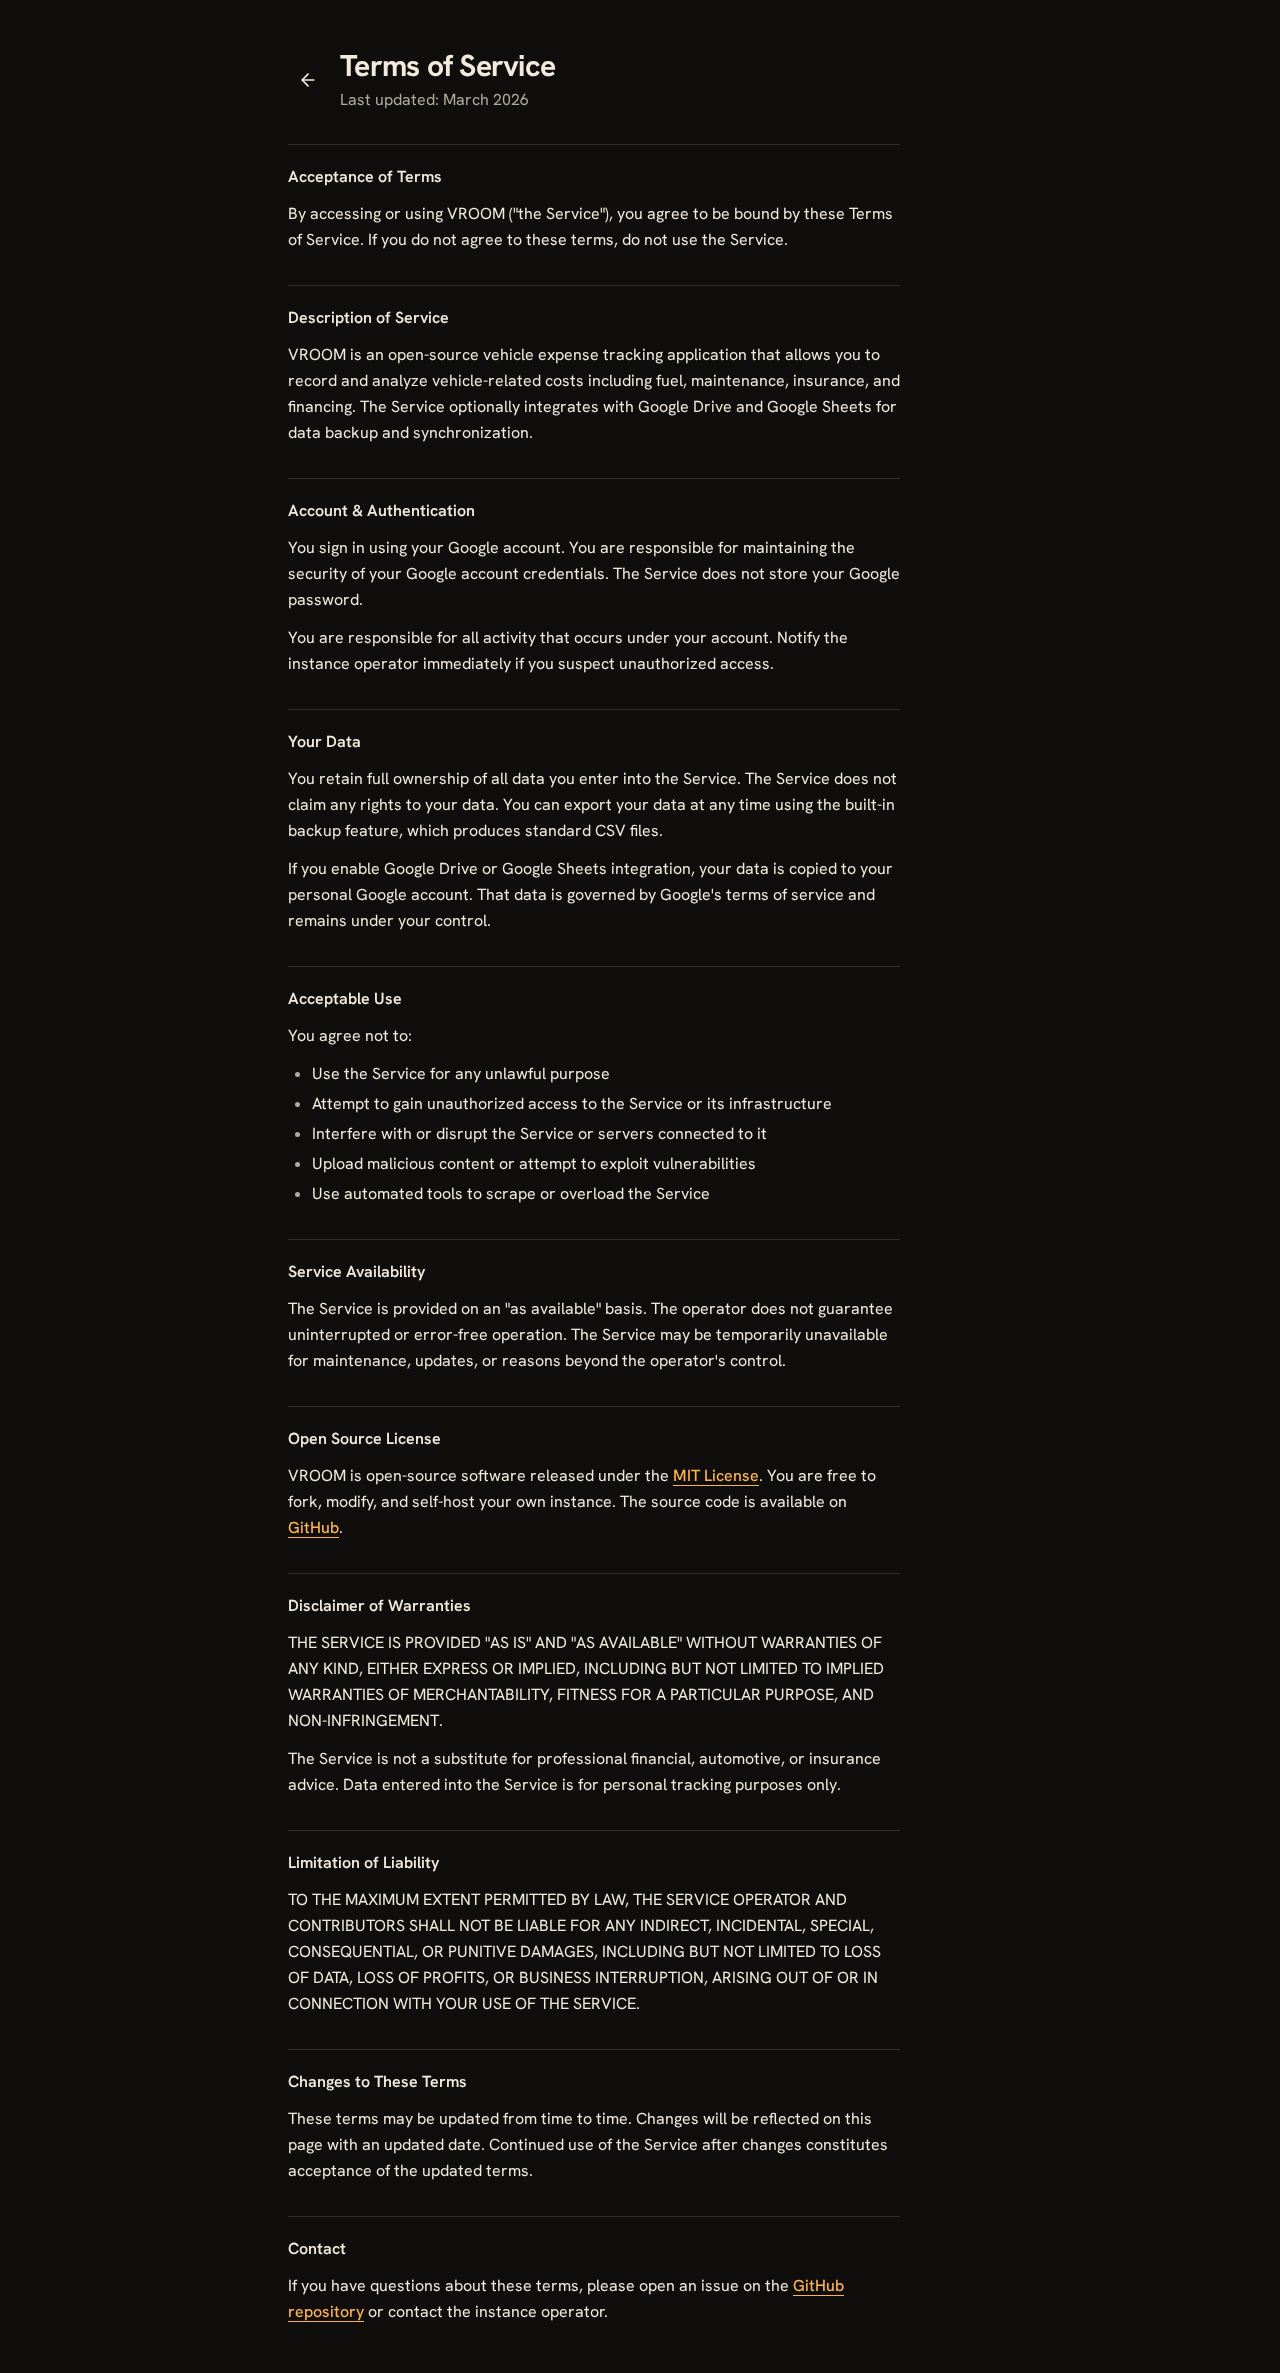 Terms of Service
Last updated: March 2026
Acceptance of Terms
By accessing or using VROOM ("the Service"), you agree to be bound by these Terms
of Service. If you do not agree to these terms, do not use the Service.
Description of Service
VROOM is an open-source vehicle expense tracking application that allows you to
record and analyze vehicle-related costs including fuel, maintenance, insurance, and
financing. The Service optionally integrates with Google Drive and Google Sheets for
data backup and synchronization.
Account & Authentication
You sign in using your Google account. You are responsible for maintaining the
security of your Google account credentials. The Service does not store your Google
password.
You are responsible for all activity that occurs under your account. Notify the
instance operator immediately if you suspect unauthorized access.
Your Data
You retain full ownership of all data you enter into the Service. The Service does not
claim any rights to your data. You can export your data at any time using the built-in
backup feature, which produces standard CSV files.
If you enable Google Drive or Google Sheets integration, your data is copied to your
personal Google account. That data is governed by Google's terms of service and
remains under your control.
Acceptable Use
You agree not to:
• Use the Service for any unlawful purpose
• Attempt to gain unauthorized access to the Service or its infrastructure
• Interfere with or disrupt the Service or servers connected to it
• Upload malicious content or attempt to exploit vulnerabilities
• Use automated tools to scrape or overload the Service
Service Availability
The Service is provided on an "as available" basis. The operator does not guarantee
uninterrupted or error-free operation. The Service may be temporarily unavailable
for maintenance, updates, or reasons beyond the operator's control.
Open Source License
VROOM is open-source software released under the MIT License. You are free to
fork, modify, and self-host your own instance. The source code is available on
GitHub.
Disclaimer of Warranties
THE SERVICE IS PROVIDED "AS IS" AND "AS AVAILABLE" WITHOUT WARRANTIES OF
ANY KIND, EITHER EXPRESS OR IMPLIED, INCLUDING BUT NOT LIMITED TO IMPLIED
WARRANTIES OF MERCHANTABILITY, FITNESS FOR A PARTICULAR PURPOSE, AND
NON-INFRINGEMENT.
The Service is not a substitute for professional financial, automotive, or insurance
advice. Data entered into the Service is for personal tracking purposes only.
Limitation of Liability
TO THE MAXIMUM EXTENT PERMITTED BY LAW, THE SERVICE OPERATOR AND
CONTRIBUTORS SHALL NOT BE LIABLE FOR ANY INDIRECT, INCIDENTAL, SPECIAL,
CONSEQUENTIAL, OR PUNITIVE DAMAGES, INCLUDING BUT NOT LIMITED TO LOSS
OF DATA, LOSS OF PROFITS, OR BUSINESS INTERRUPTION, ARISING OUT OF OR IN
CONNECTION WITH YOUR USE OF THE SERVICE.
Changes to These Terms
These terms may be updated from time to time. Changes will be reflected on this
page with an updated date. Continued use of the Service after changes constitutes
acceptance of the updated terms.
Contact
If you have questions about these terms, please open an issue on the GitHub
repository or contact the instance operator.